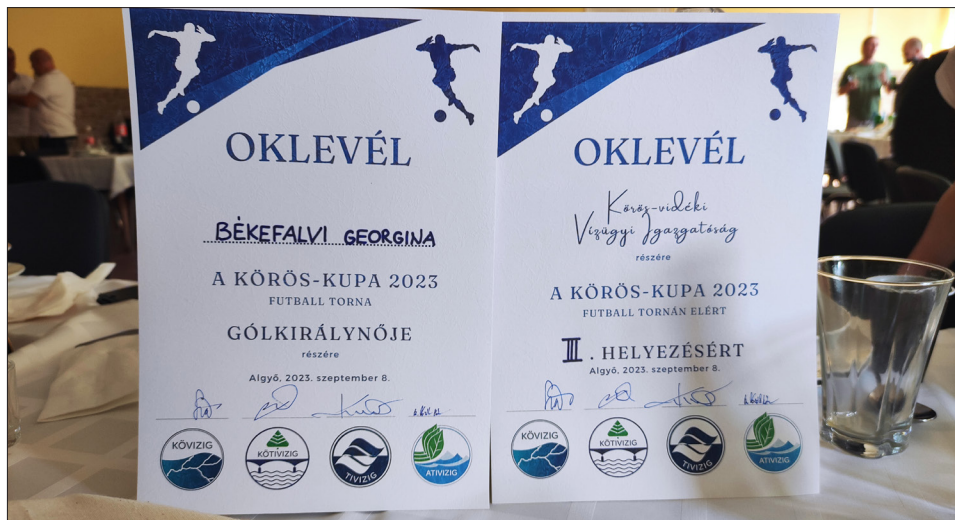 OKLEVÉL
BÉKEFALVI GEORGINA
A KÖRÖS-KUPA 2023
FUTBALL TORNA
GÓLKIRÁLYNŐJE
részére
Algyő, 2023. szeptember 8.
KÖVIZIG
KÖTIVIZIG
TIVIZIG
ATIVIZIG
OKLEVÉL
Körös-vidéki
Vízügyi Igazgatóság
részére
A KÖRÖS-KUPA 2023
FUTBALL TORNÁN ELÉRT
III. HELYEZÉSÉRT
Algyő, 2023. szeptember 8.
KÖVIZIG
KÖTIVIZIG
TIVIZIG
ATIVIZIG